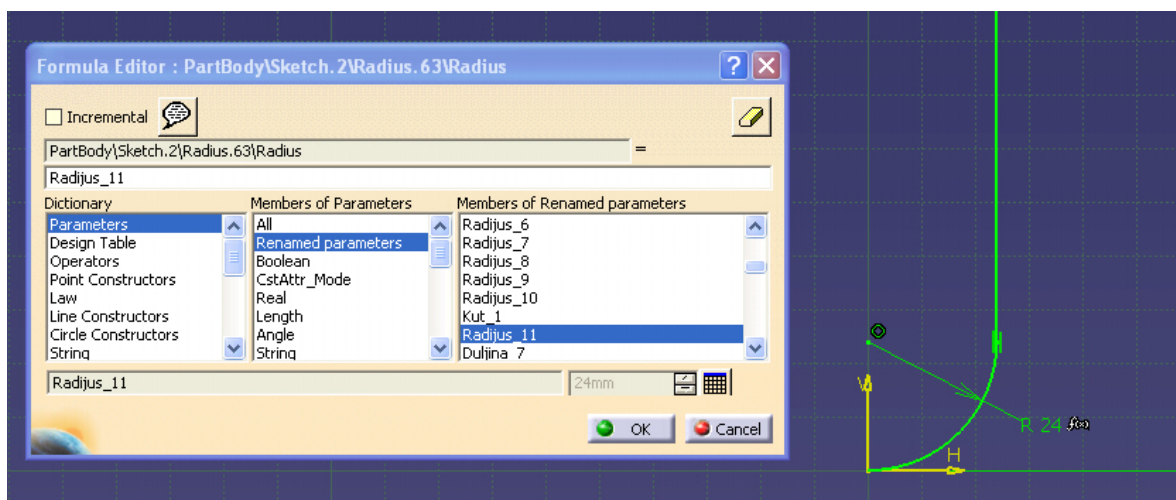 Formula Editor : PartBody\Sketch.2\Radius.63\Radius
Incremental
PartBody\Sketch.2\Radius.63\Radius =
Radijus_11
Dictionary
Parameters
Design Table
Operators
Point Constructors
Law
Line Constructors
Circle Constructors
String
Members of Parameters
All
Renamed parameters
Boolean
CstAttr_Mode
Real
Length
Angle
String
Members of Renamed parameters
Radijus_6
Radijus_7
Radijus_8
Radijus_9
Radijus_10
Kut_1
Radijus_11
Duljina_7
Radijus_11
24mm
OK
Cancel
V
H
H
R 24 f(x)